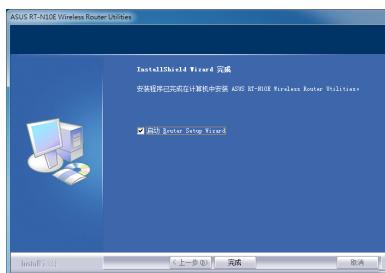 ASUS RT-N10E Wireless Router Utilities
InstallShield Wizard 完成
安装程序已完成在计算机中安装 ASUS RT-N10E Wireless Router Utilities。
启动 Router Setup Wizard
InstallShield
<上一步(B) 完成 取消